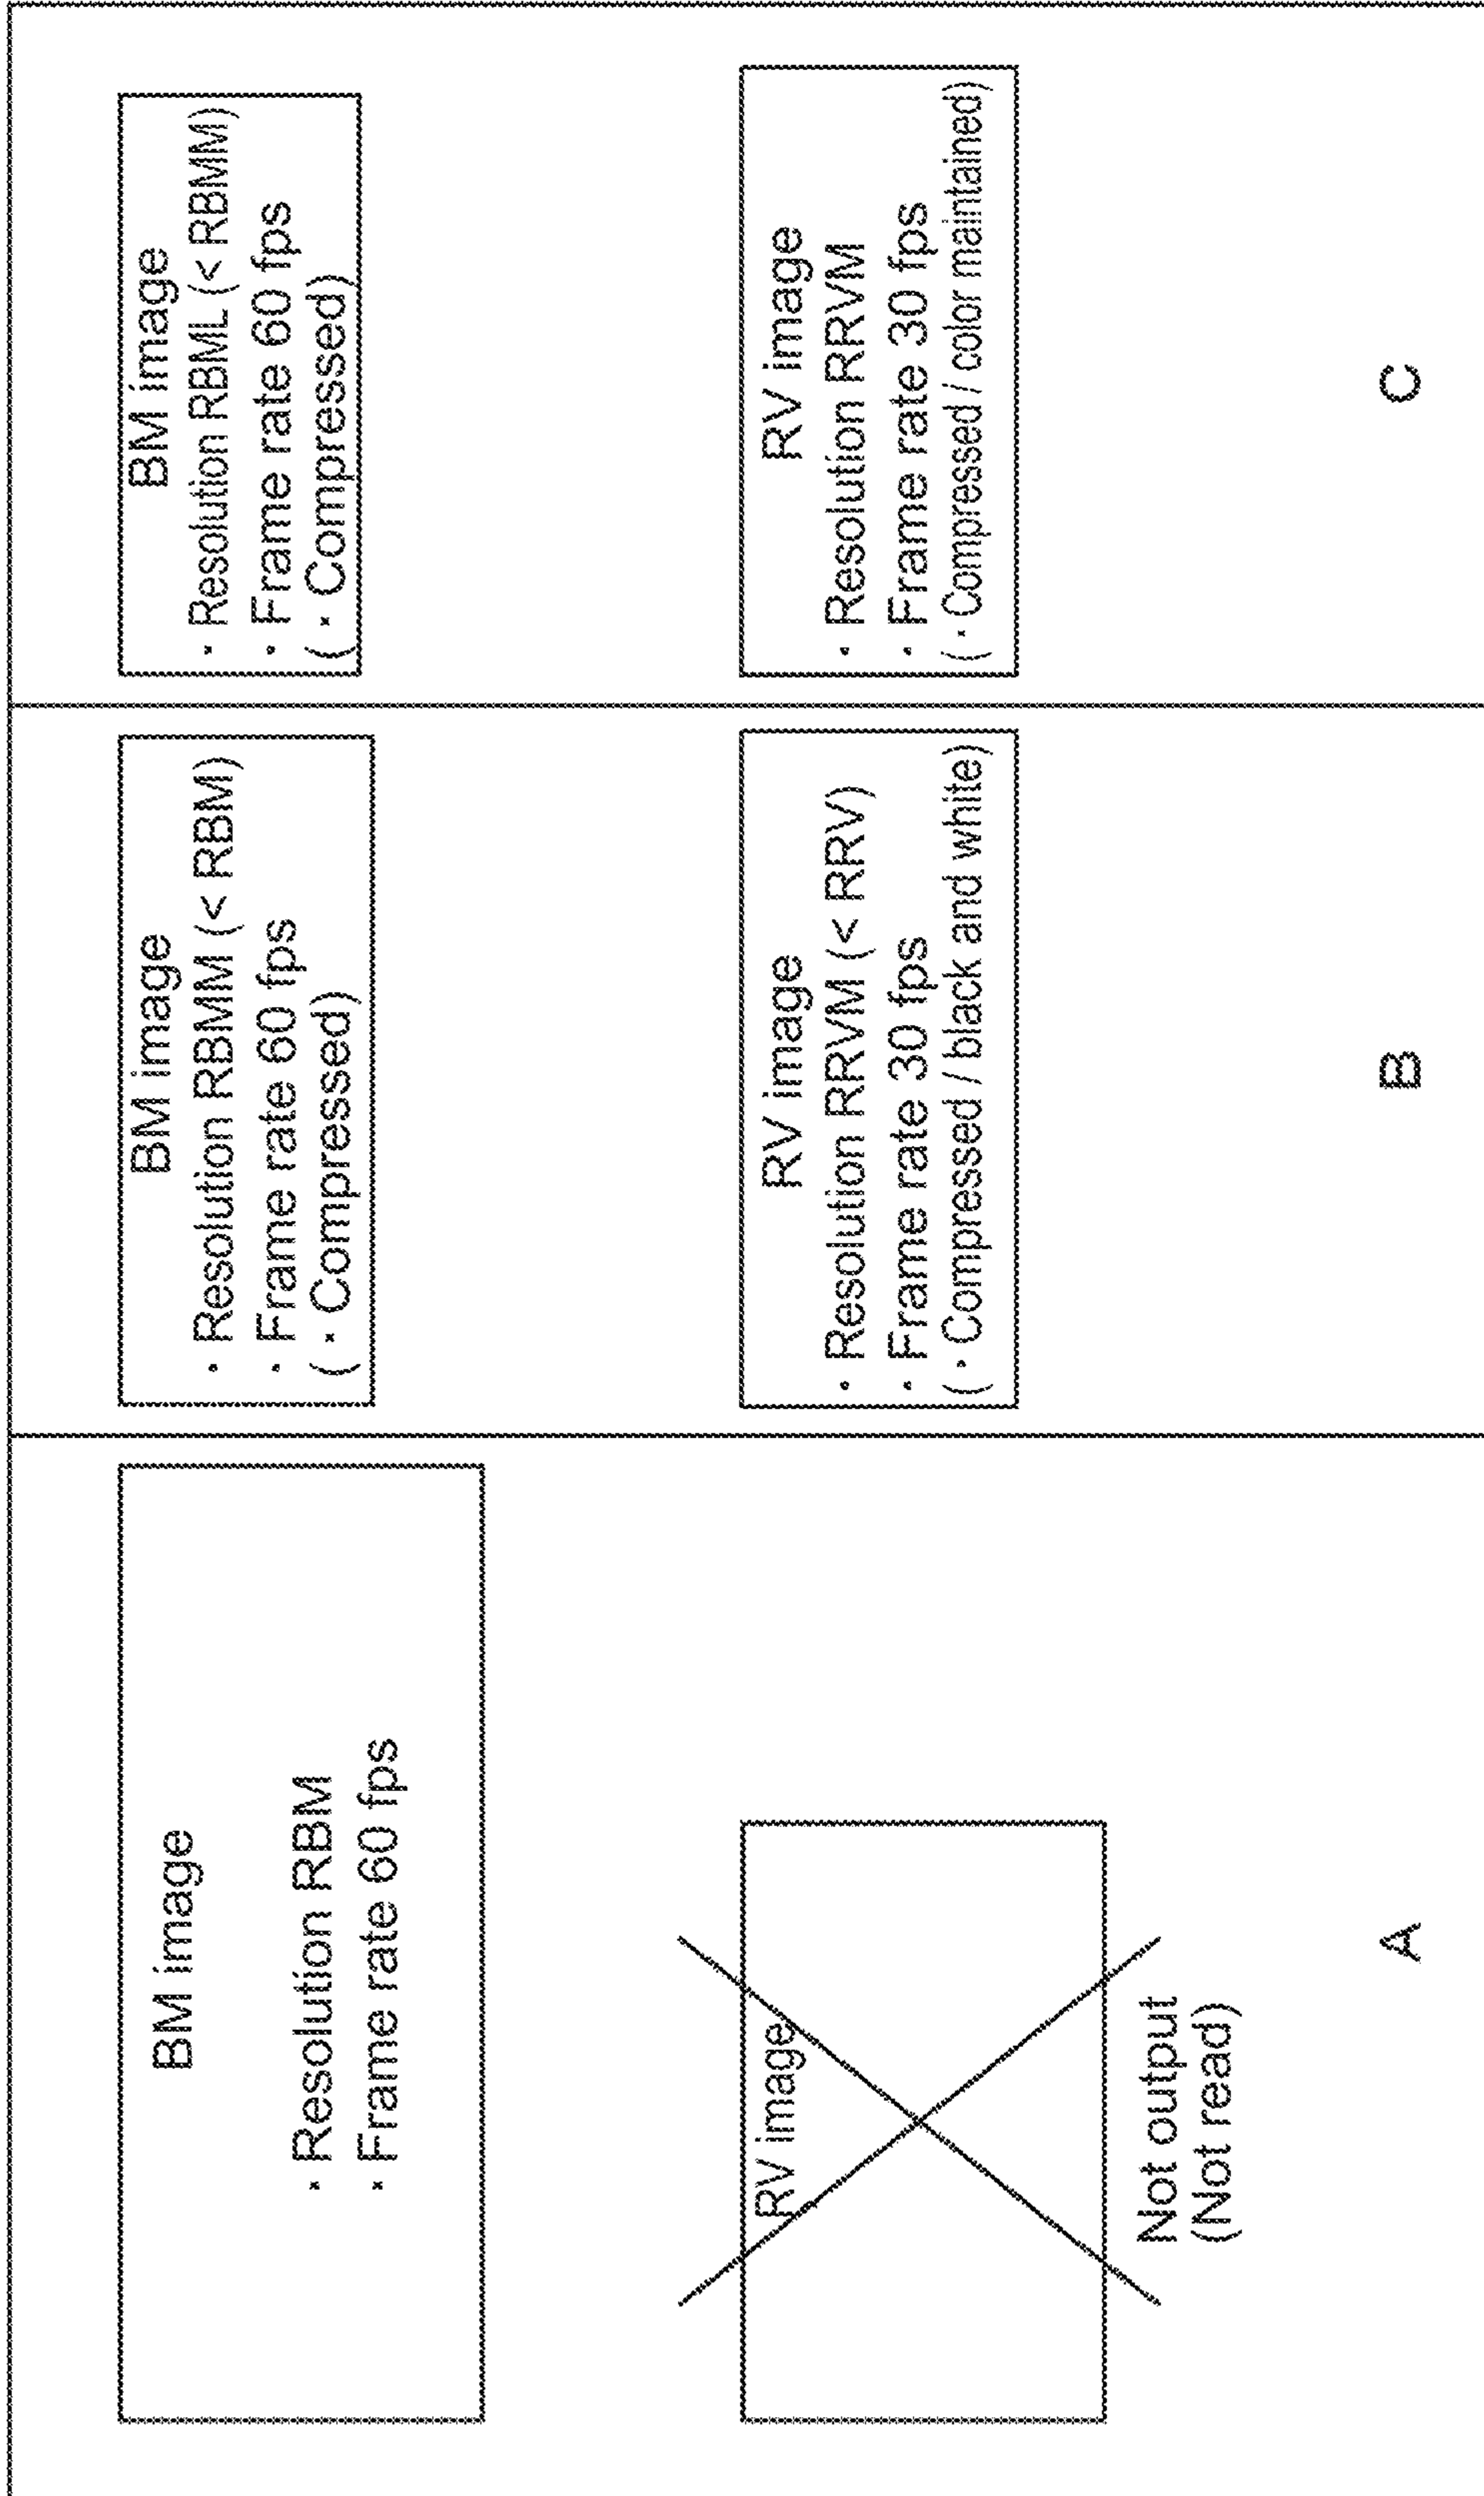 BM image
· Resolution RBM
· Frame rate 60 fps
RV image
Not output
(Not read)
A
BM image
· Resolution RBMM (< RBM)
· Frame rate 60 fps
( · Compressed)
RV image
· Resolution RRVM (< RRV)
· Frame rate 30 fps
( · Compressed / black and white)
B
BM image
· Resolution RBML (< RBMM)
· Frame rate 60 fps
( · Compressed)
RV image
· Resolution RRVM
· Frame rate 30 fps
( · Compressed / color maintained)
C